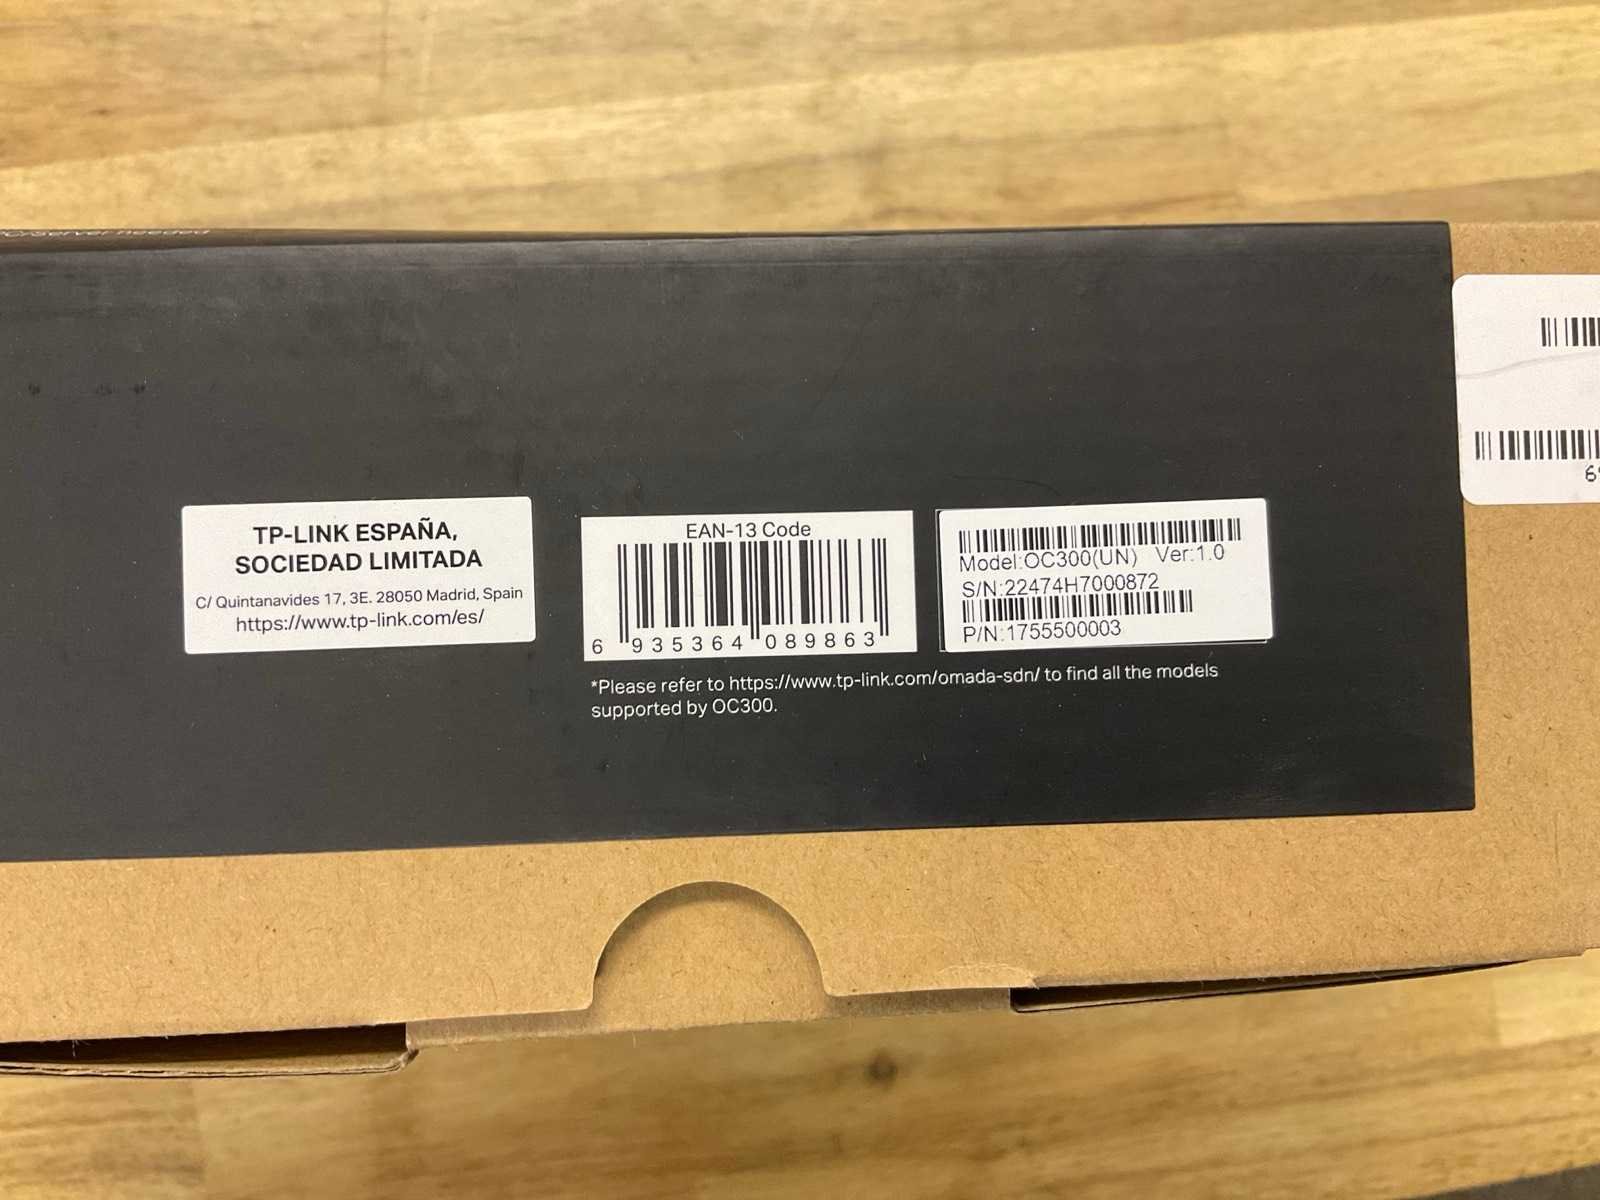 server needed
TP-LINK ESPAÑA,
SOCIEDAD LIMITADA
C/ Quintanavides 17, 3E. 28050 Madrid, Spain
https://www.tp-link.com/es/
EAN-13 Code
6 935364 089863
Model:OC300(UN) Ver:1.0
S/N:22474H7000872
P/N:1755500003
*Please refer to https://www.tp-link.com/omada-sdn/ to find all the models
supported by OC300.